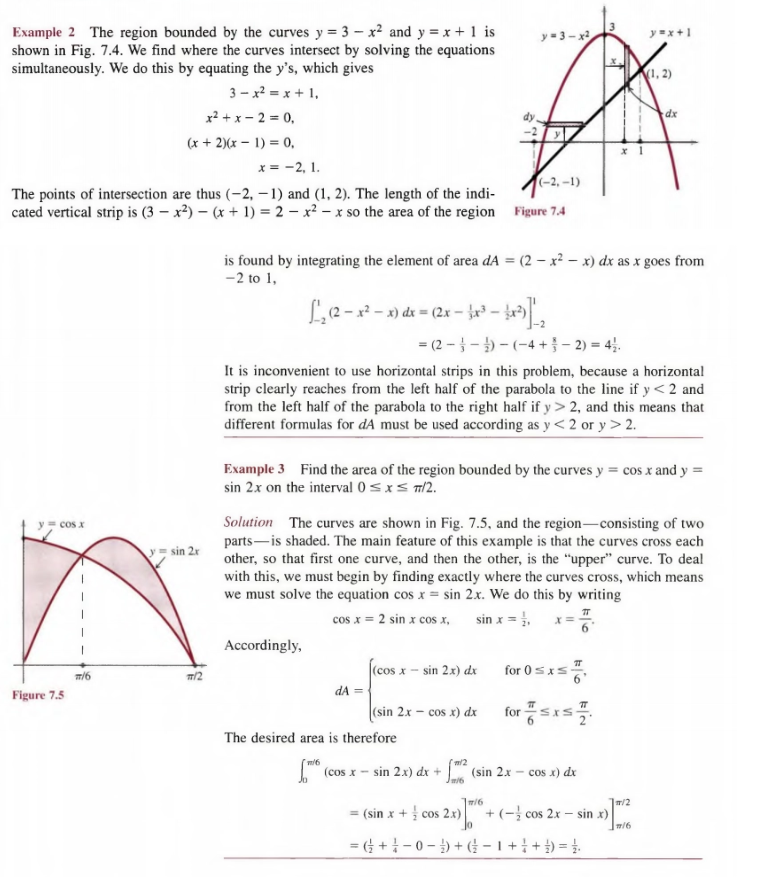 Example 2 The region bounded by the curves y = 3 − x² and y = x + 1 is
shown in Fig. 7.4. We find where the curves intersect by solving the equations
simultaneously. We do this by equating the y's, which gives
3 − x² = x + 1,
x² + x − 2 = 0,
(x + 2)(x − 1) = 0,
x = −2, 1.
The points of intersection are thus (−2, −1) and (1, 2). The length of the indi-
cated vertical strip is (3 − x²) − (x + 1) = 2 − x² − x so the area of the region
y = 3 − x²
3
y = x + 1
x
(1, 2)
dy
dx
−2
y
x 1
(−2, −1)
Figure 7.4
is found by integrating the element of area dA = (2 − x² − x) dx as x goes from
−2 to 1,
∫₋₂¹ (2 − x² − x) dx = (2x − ⅓x³ − ½x²)]₋₂¹
= (2 − ⅓ − ½) − (−4 + 8/3 − 2) = 4½.
It is inconvenient to use horizontal strips in this problem, because a horizontal
strip clearly reaches from the left half of the parabola to the line if y < 2 and
from the left half of the parabola to the right half if y > 2, and this means that
different formulas for dA must be used according as y < 2 or y > 2.
Example 3 Find the area of the region bounded by the curves y = cos x and y =
sin 2x on the interval 0 ≤ x ≤ π/2.
y = cos x
y = sin 2x
π/6
π/2
Figure 7.5
Solution The curves are shown in Fig. 7.5, and the region—consisting of two
parts—is shaded. The main feature of this example is that the curves cross each
other, so that first one curve, and then the other, is the "upper" curve. To deal
with this, we must begin by finding exactly where the curves cross, which means
we must solve the equation cos x = sin 2x. We do this by writing
cos x = 2 sin x cos x, sin x = ½, x = π/6.
Accordingly,
dA = { (cos x − sin 2x) dx for 0 ≤ x ≤ π/6,
(sin 2x − cos x) dx for π/6 ≤ x ≤ π/2.
The desired area is therefore
∫₀^(π/6) (cos x − sin 2x) dx + ∫_(π/6)^(π/2) (sin 2x − cos x) dx
= (sin x + ½ cos 2x)]₀^(π/6) + (−½ cos 2x − sin x)]_(π/6)^(π/2)
= (½ + ¼ − 0 − ½) + (½ − 1 + ¼ + ½) = ½.